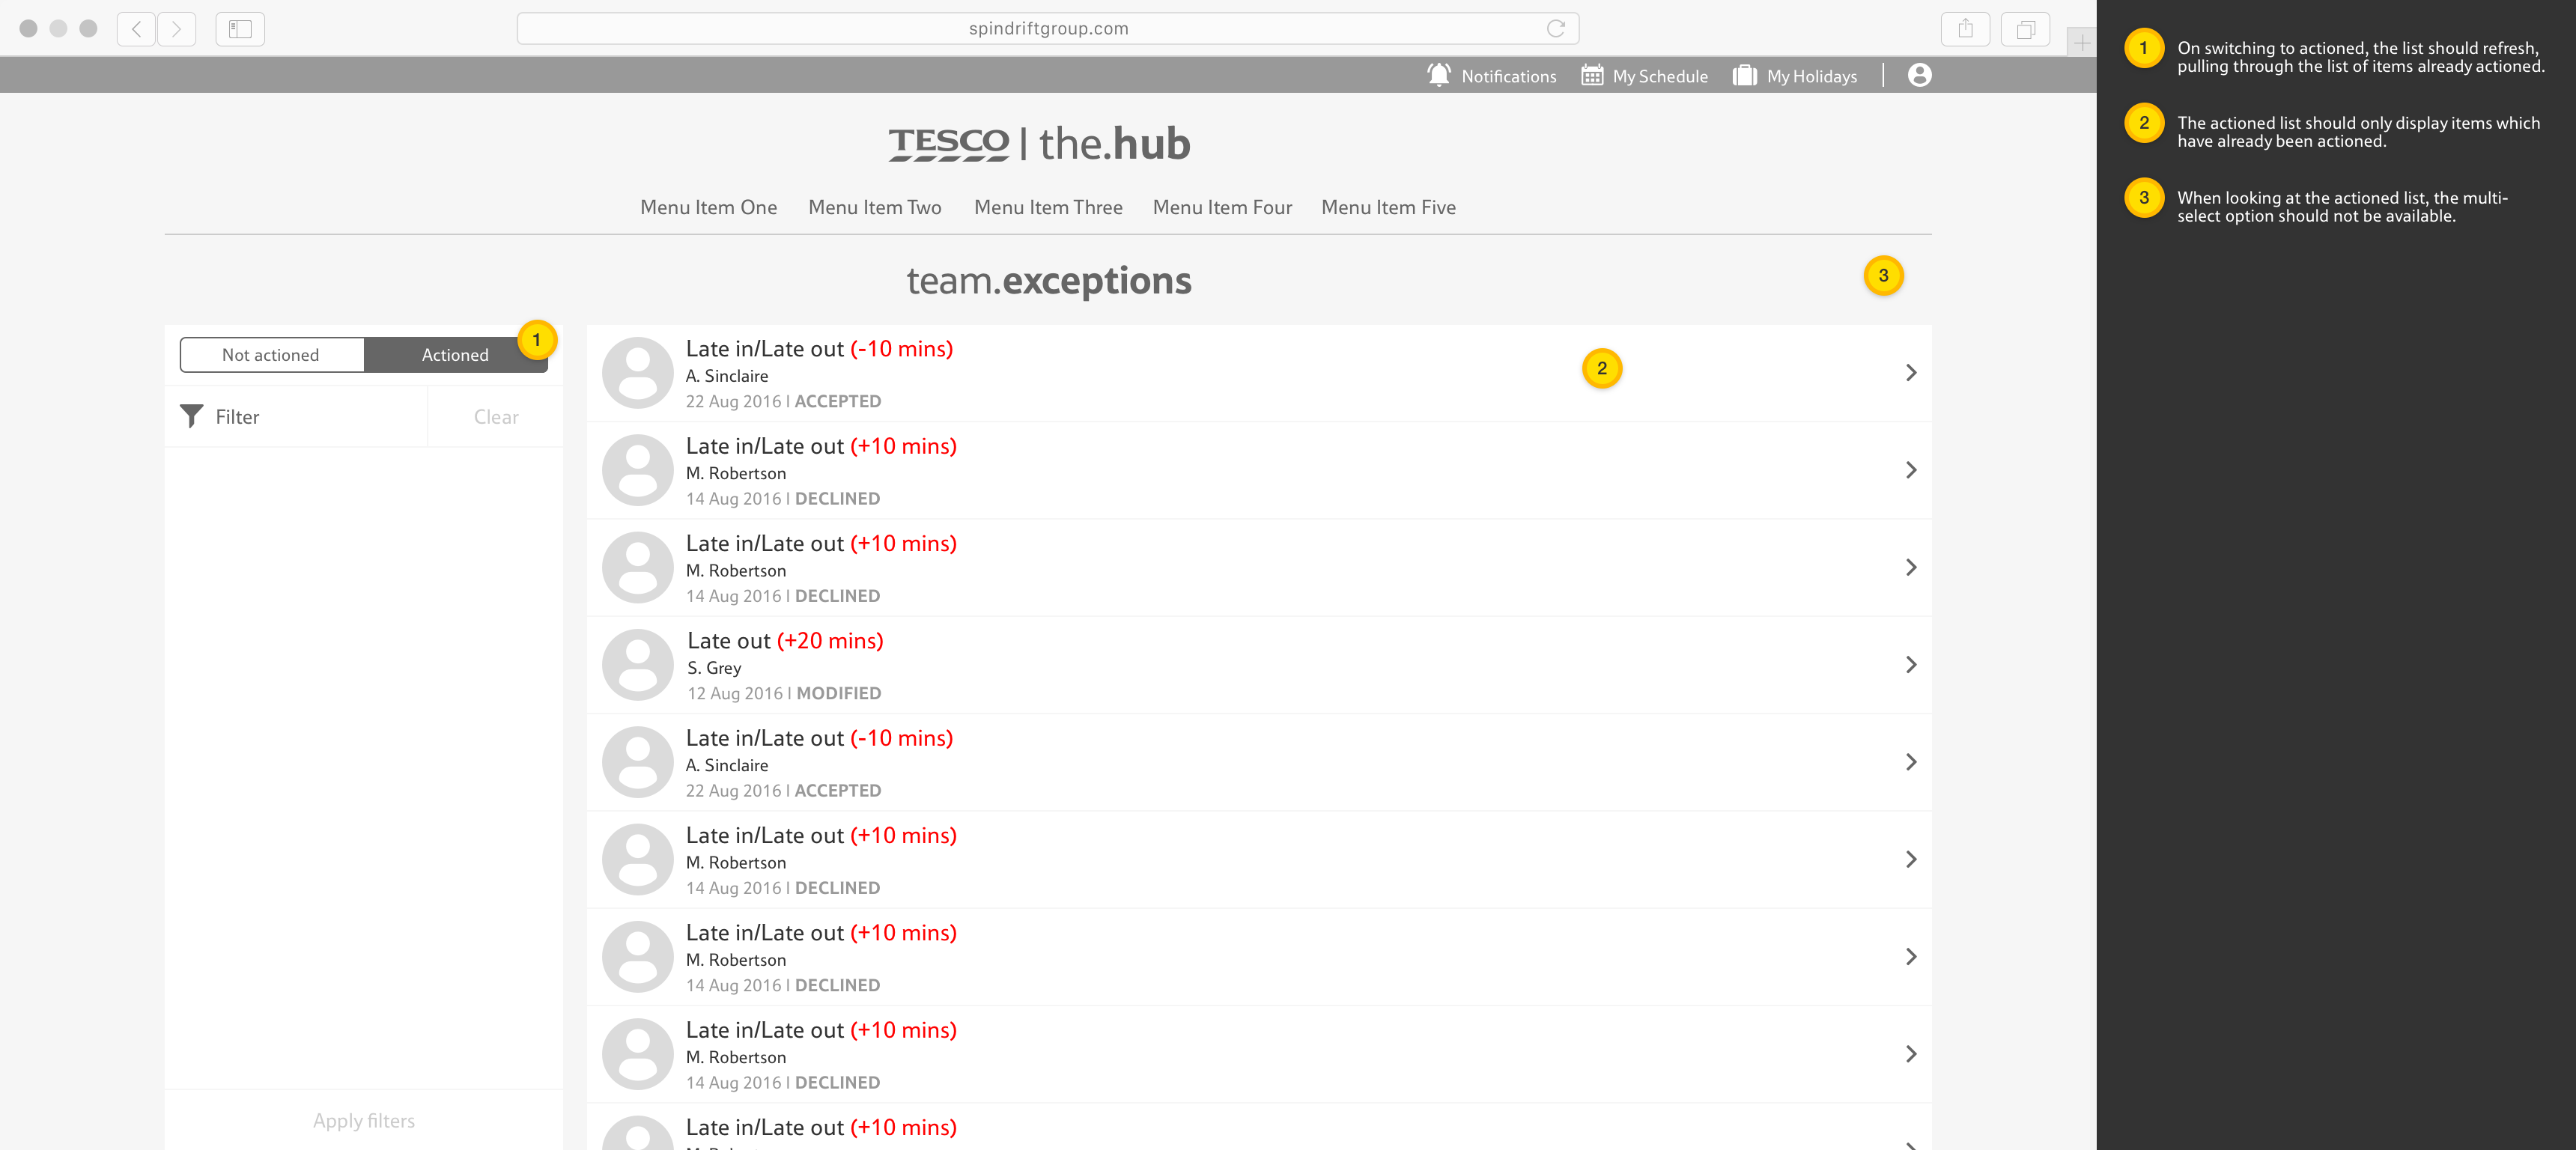 spindriftgroup.com
Notifications
My Schedule
My Holidays
TESCO | the.hub
Menu Item One
Menu Item Two
Menu Item Three
Menu Item Four
Menu Item Five
team.exceptions
3
Not actioned
Actioned
1
Filter
Clear
Apply filters
Late in/Late out (-10 mins)
A. Sinclaire
22 Aug 2016 | ACCEPTED
2
Late in/Late out (+10 mins)
M. Robertson
14 Aug 2016 | DECLINED
Late in/Late out (+10 mins)
M. Robertson
14 Aug 2016 | DECLINED
Late out (+20 mins)
S. Grey
12 Aug 2016 | MODIFIED
Late in/Late out (-10 mins)
A. Sinclaire
22 Aug 2016 | ACCEPTED
Late in/Late out (+10 mins)
M. Robertson
14 Aug 2016 | DECLINED
Late in/Late out (+10 mins)
M. Robertson
14 Aug 2016 | DECLINED
Late in/Late out (+10 mins)
M. Robertson
14 Aug 2016 | DECLINED
Late in/Late out (+10 mins)
1 On switching to actioned, the list should refresh,
pulling through the list of items already actioned.
2 The actioned list should only display items which
have already been actioned.
3 When looking at the actioned list, the multi-
select option should not be available.